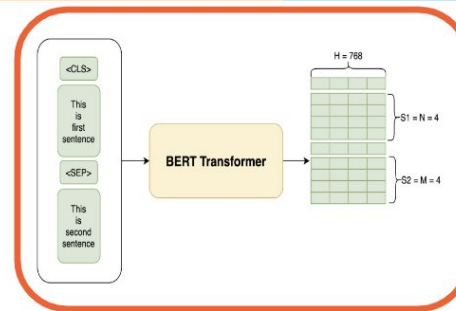 <CLS>
This
is
first
sentence
<SEP>
This
is
second
sentence
BERT Transformer
H = 768
S1 = N = 4
S2 = M = 4